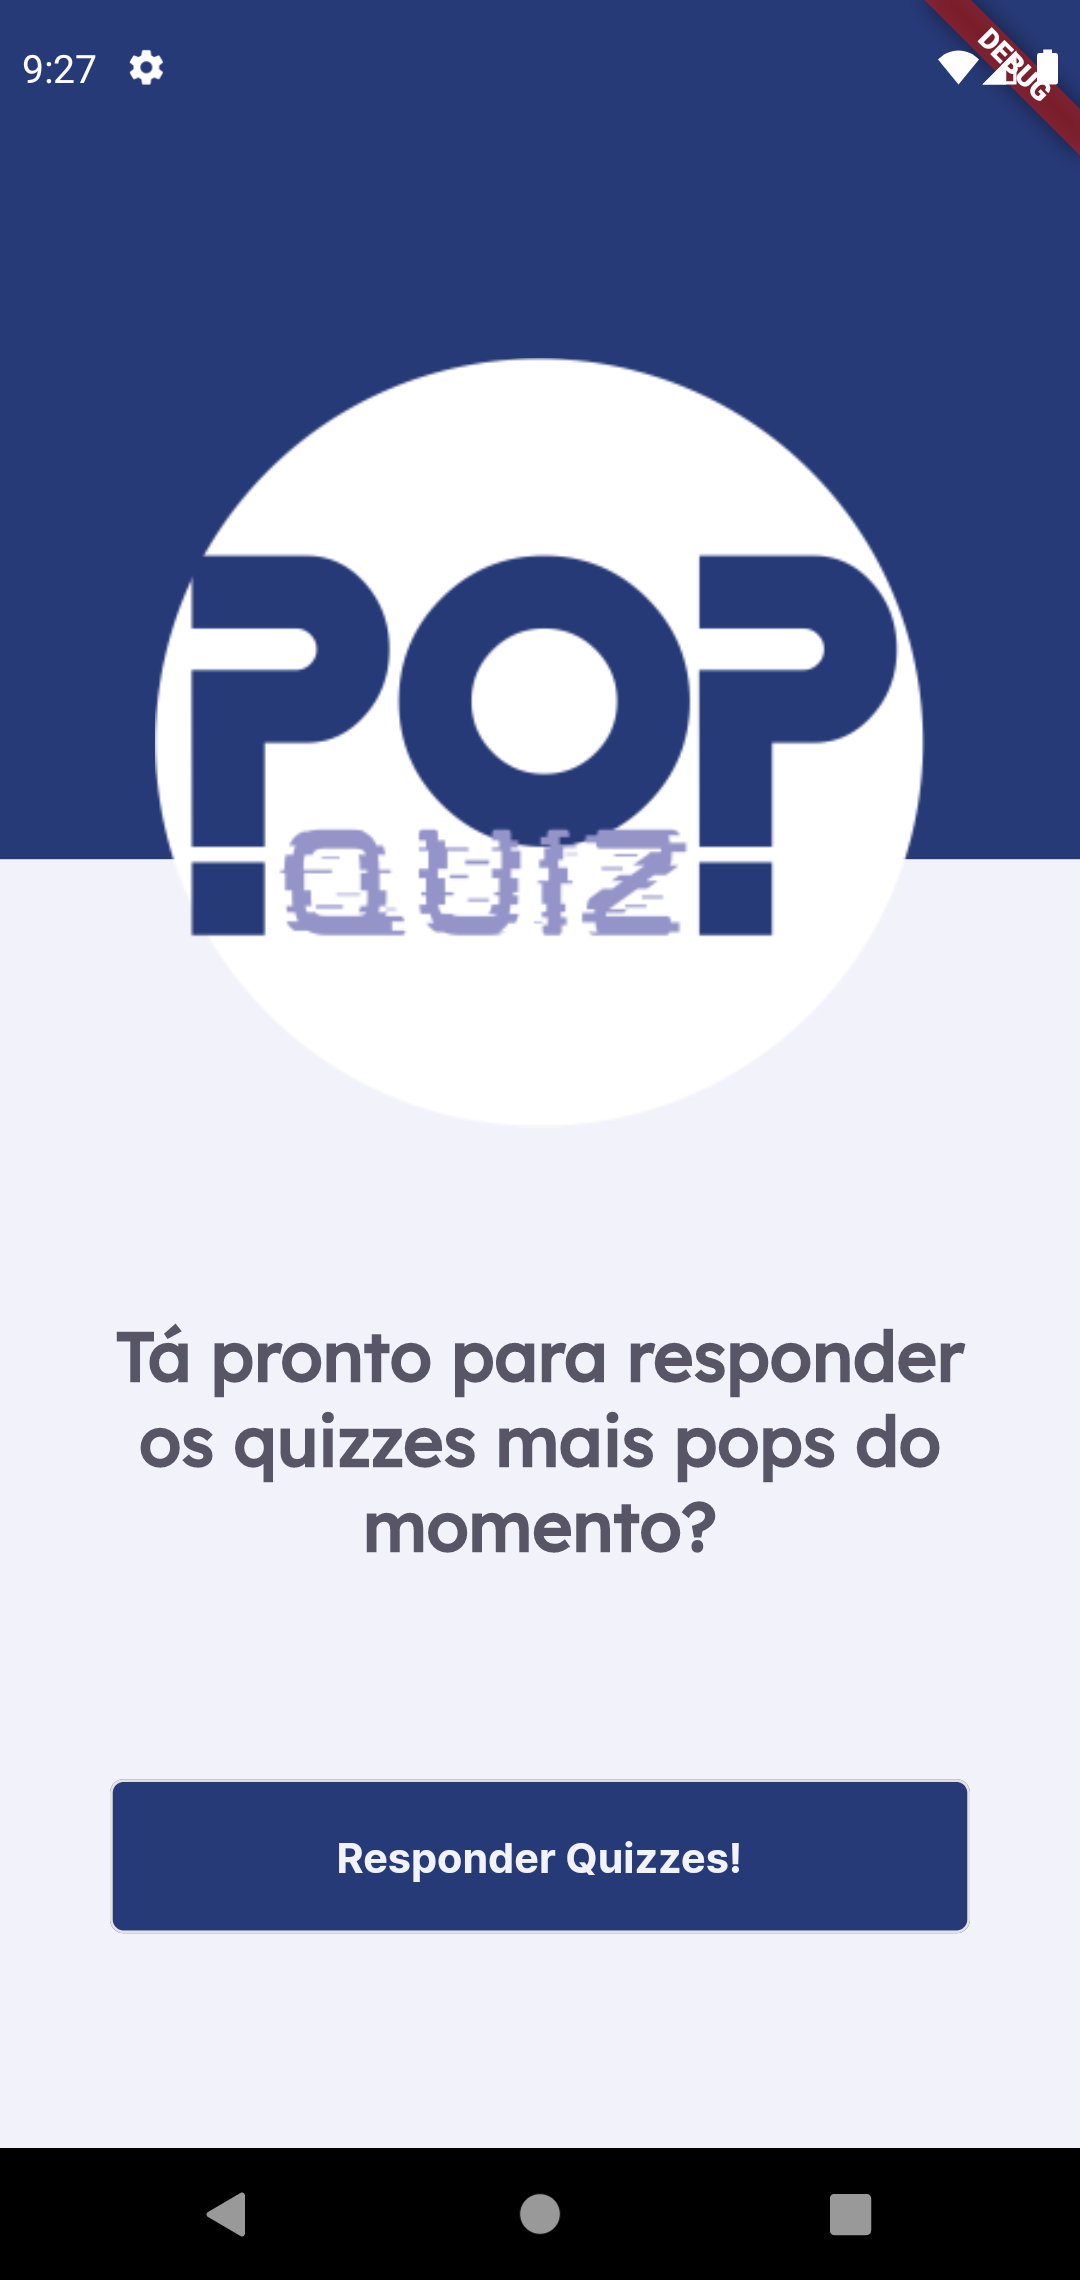 9:27
DEBUG
POP
QUIZ
Tá pronto para responder
os quizzes mais pops do
momento?
Responder Quizzes!